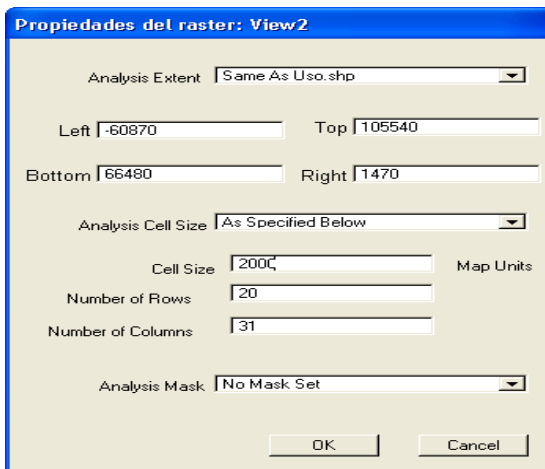 Propiedades del raster: View2
Analysis Extent Same As Uso.shp
Left -60870 Top 105540
Bottom 66480 Right 1470
Analysis Cell Size As Specified Below
Cell Size 2000 Map Units
Number of Rows 20
Number of Columns 31
Analysis Mask No Mask Set
OK Cancel